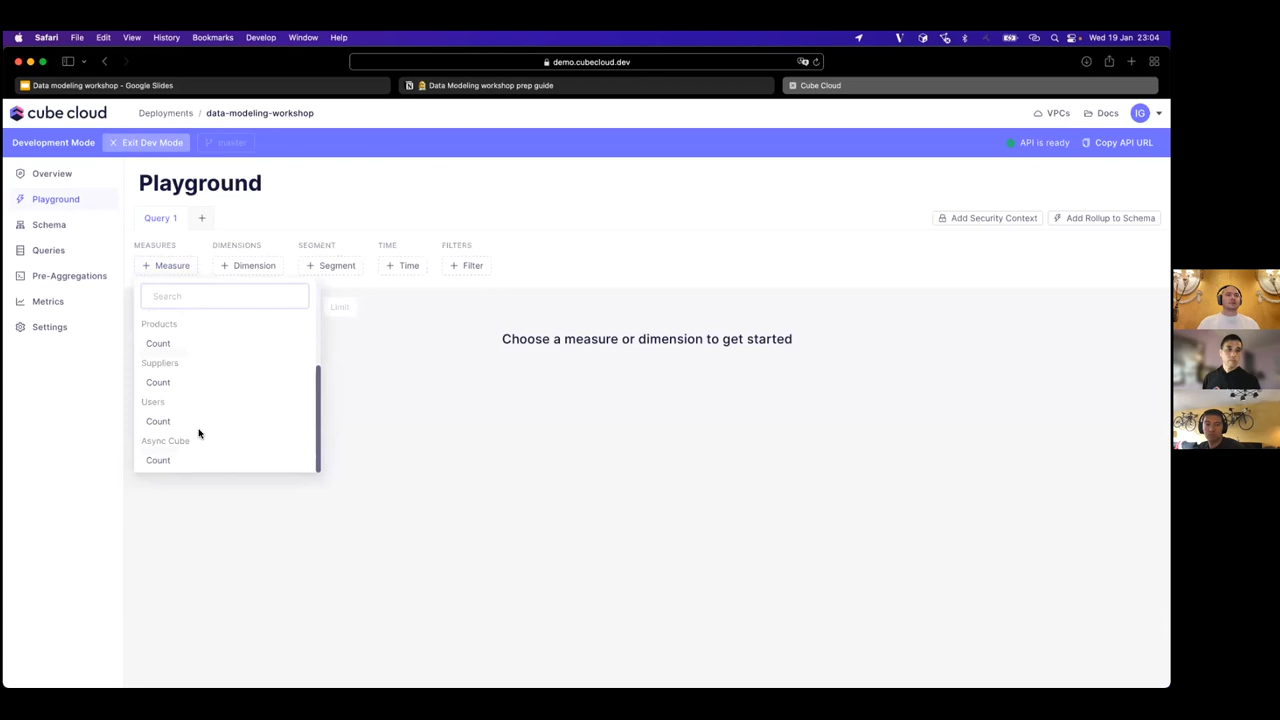 Safari File Edit View History Bookmarks Develop Window Help Wed 19 Jan 23:04
demo.cubecloud.dev
Data modeling workshop - Google Slides
Data Modeling workshop prep guide
Cube Cloud
cube cloud Deployments / data-modeling-workshop VPCs Docs IG
Development Mode Exit Dev Mode master API is ready Copy API URL
Overview
Playground
Schema
Queries
Pre-Aggregations
Metrics
Settings
Playground
Query 1 + Add Security Context Add Rollup to Schema
MEASURES DIMENSIONS SEGMENT TIME FILTERS
+ Measure + Dimension + Segment + Time + Filter
Search
Limit
Products
Count
Suppliers
Count
Users
Count
Async Cube
Count
Choose a measure or dimension to get started